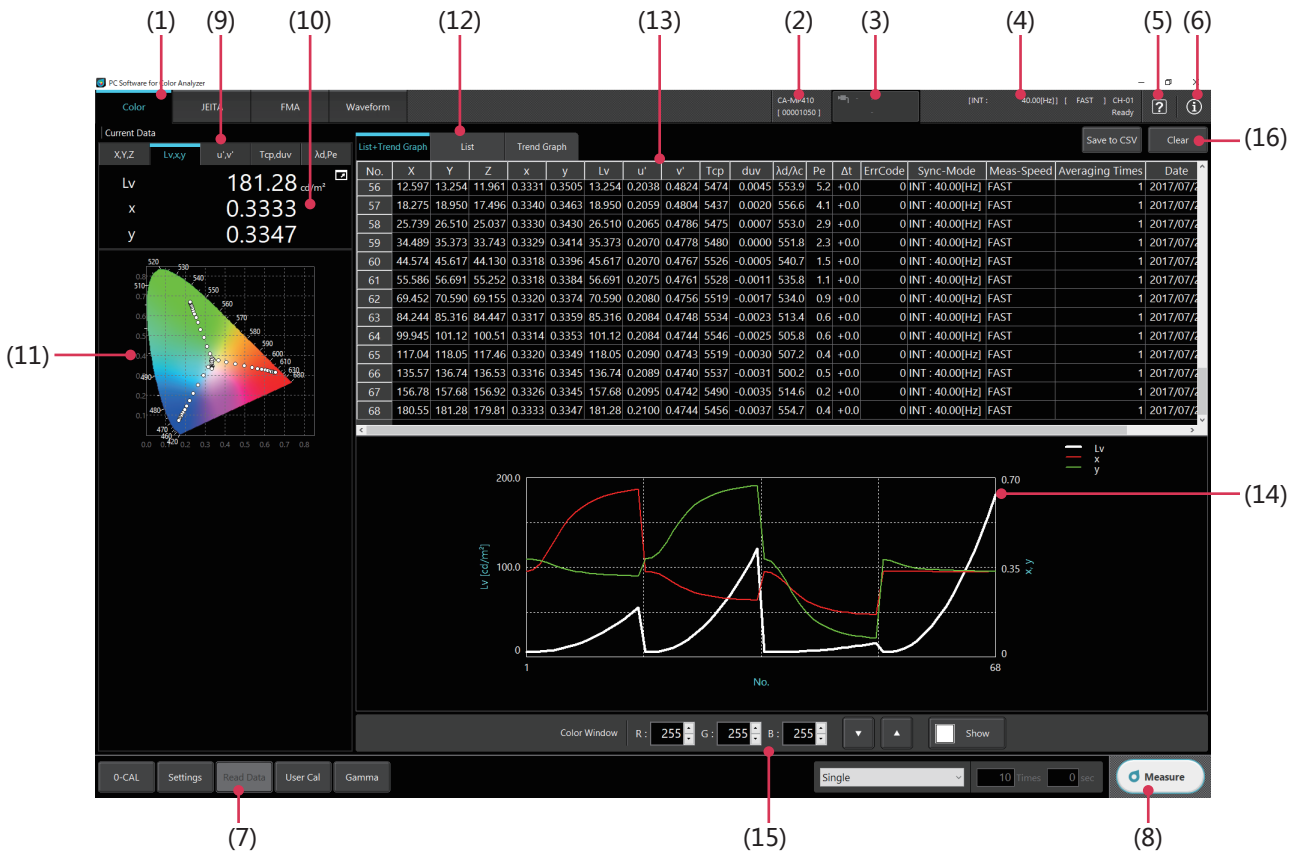 (1) (9) (10) (12) (13) (2) (3) (4) (5) (6)
PC Software for Color Analyzer
Color JEITA FMA Waveform
CA-MP410
[ 00001050 ]
[INT : 40.00[Hz]] [ FAST ] CH-01
Ready
?
Current Data
X,Y,Z Lv,x,y u',v' Tcp,duv λd,Pe
Lv 181.28 cd/m²
x 0.3333
y 0.3347
List+Trend Graph List Trend Graph
Save to CSV Clear
(16)
No. X Y Z x y Lv u' v' Tcp duv λd/λc Pe Δt ErrCode Sync-Mode Meas-Speed Averaging Times Date
56 12.597 13.254 11.961 0.3331 0.3505 13.254 0.2038 0.4824 5474 0.0045 553.9 5.2 +0.0 0 INT : 40.00[Hz] FAST 1 2017/07/2
57 18.275 18.950 17.496 0.3340 0.3463 18.950 0.2059 0.4804 5437 0.0020 556.6 4.1 +0.0 0 INT : 40.00[Hz] FAST 1 2017/07/2
58 25.739 26.510 25.037 0.3330 0.3430 26.510 0.2065 0.4786 5475 0.0007 553.0 2.9 +0.0 0 INT : 40.00[Hz] FAST 1 2017/07/2
59 34.489 35.373 33.743 0.3329 0.3414 35.373 0.2070 0.4778 5480 0.0000 551.8 2.3 +0.0 0 INT : 40.00[Hz] FAST 1 2017/07/2
60 44.574 45.617 44.130 0.3318 0.3396 45.617 0.2070 0.4767 5526 -0.0005 540.7 1.5 +0.0 0 INT : 40.00[Hz] FAST 1 2017/07/2
61 55.586 56.691 55.252 0.3318 0.3384 56.691 0.2075 0.4761 5528 -0.0011 535.8 1.1 +0.0 0 INT : 40.00[Hz] FAST 1 2017/07/2
62 69.452 70.590 69.155 0.3320 0.3374 70.590 0.2080 0.4756 5519 -0.0017 534.0 0.9 +0.0 0 INT : 40.00[Hz] FAST 1 2017/07/2
63 84.244 85.316 84.447 0.3317 0.3359 85.316 0.2084 0.4748 5534 -0.0023 513.4 0.6 +0.0 0 INT : 40.00[Hz] FAST 1 2017/07/2
64 99.945 101.12 100.51 0.3314 0.3353 101.12 0.2084 0.4744 5546 -0.0025 505.8 0.6 +0.0 0 INT : 40.00[Hz] FAST 1 2017/07/2
65 117.04 118.05 117.46 0.3320 0.3349 118.05 0.2090 0.4743 5519 -0.0030 507.2 0.4 +0.0 0 INT : 40.00[Hz] FAST 1 2017/07/2
66 135.57 136.74 136.53 0.3316 0.3345 136.74 0.2089 0.4740 5537 -0.0031 500.2 0.5 +0.0 0 INT : 40.00[Hz] FAST 1 2017/07/2
67 156.78 157.68 156.92 0.3326 0.3345 157.68 0.2095 0.4742 5490 -0.0035 514.6 0.2 +0.0 0 INT : 40.00[Hz] FAST 1 2017/07/2
68 180.55 181.28 179.81 0.3333 0.3347 181.28 0.2100 0.4744 5456 -0.0037 554.7 0.4 +0.0 0 INT : 40.00[Hz] FAST 1 2017/07/2
(11)
520 530 540 550 560 570 580 590 600 610 630 680
510 490 480 470 460 420
0.8
0.7
0.6
0.5
0.4
0.3
0.2
0.1
0.0 0.1 0.2 0.3 0.4 0.5 0.6 0.7 0.8
Lv
x
y
200.0
100.0
0
Lv [cd/m²]
0.70
0.35
0
x, y
1 68
No.
(14)
Color Window R : 255 G : 255 B : 255 ▼ ▲ Show
0-CAL Settings Read Data User Cal Gamma
Single 10 Times 0 sec Measure
(7) (15) (8)